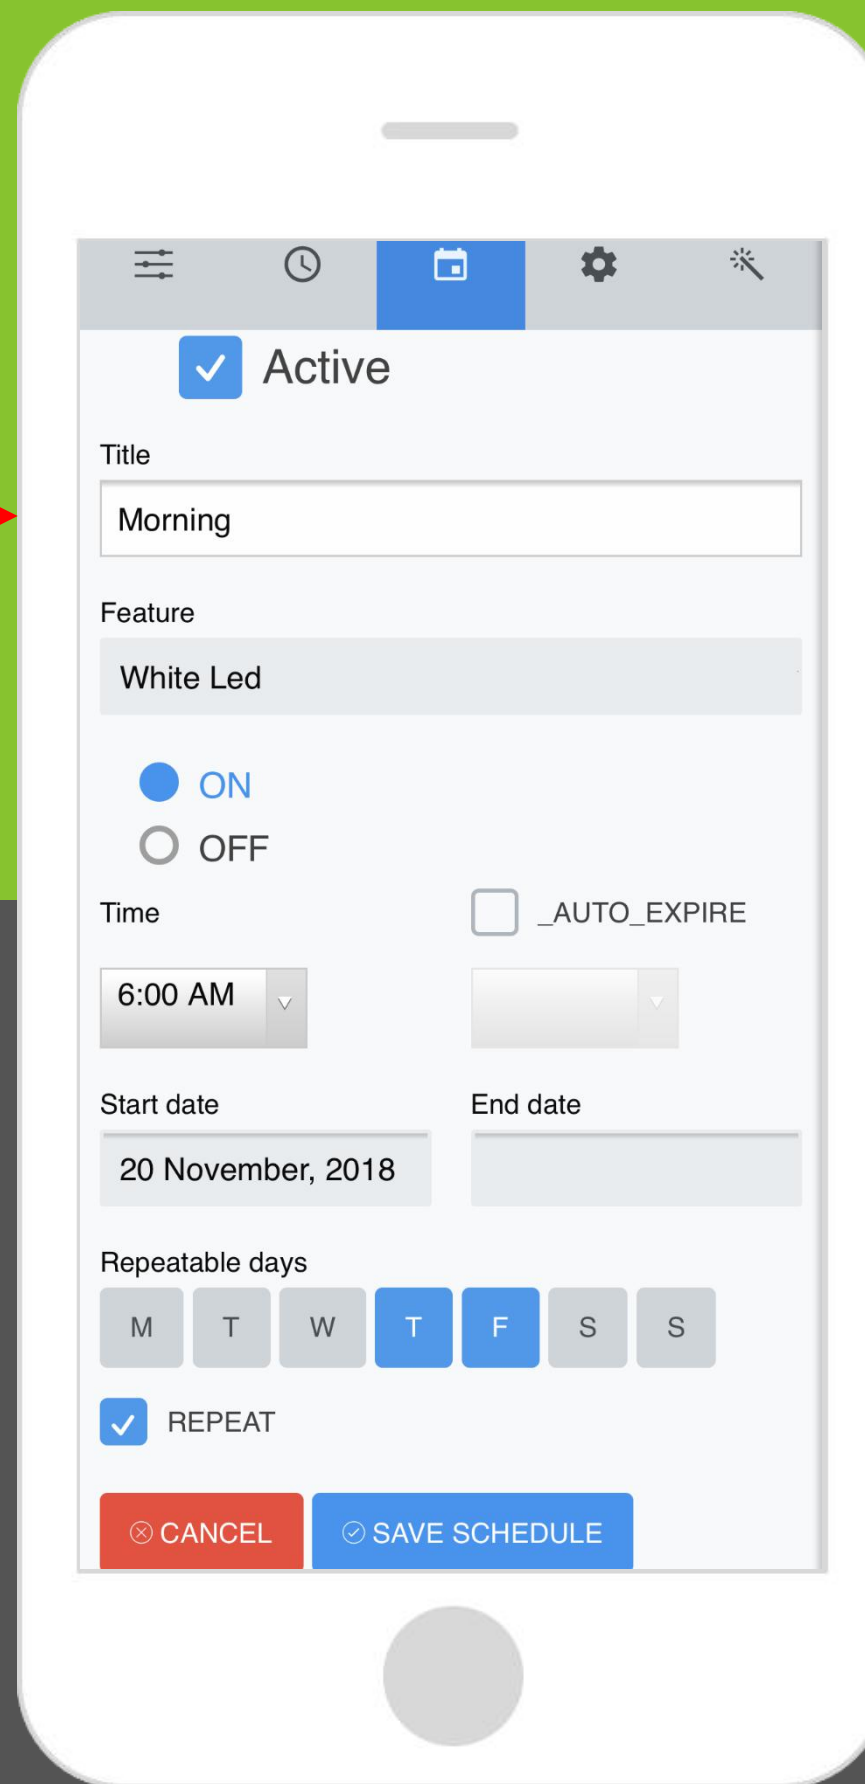 Active
Title
Morning
Feature
White Led
ON
OFF
Time _AUTO_EXPIRE
6:00 AM
Start date End date
20 November, 2018
Repeatable days
M T W T F S S
REPEAT
CANCEL SAVE SCHEDULE